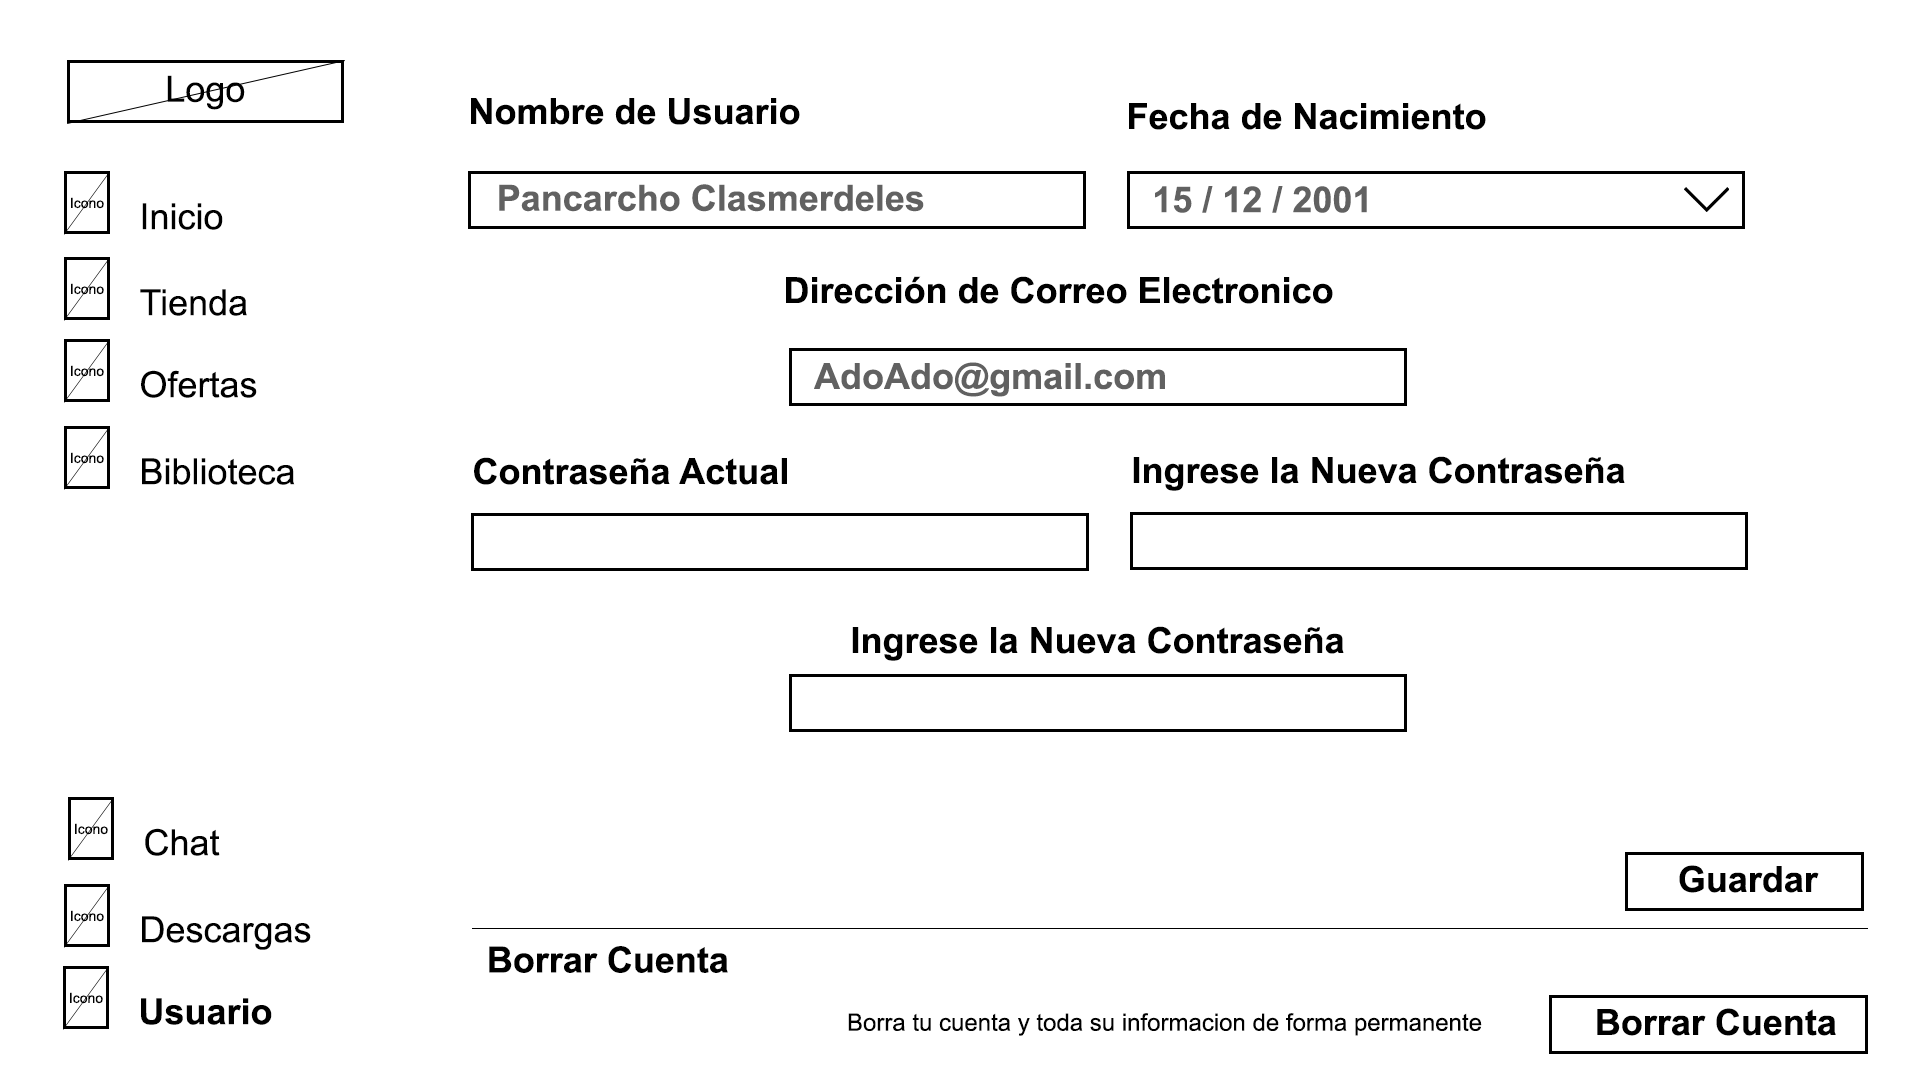 Logo
Icono
Inicio
Icono
Tienda
Icono
Ofertas
Icono
Biblioteca
Icono
Chat
Icono
Descargas
Icono
Usuario
Nombre de Usuario
Pancarcho Clasmerdeles
Fecha de Nacimiento
15 / 12 / 2001
Dirección de Correo Electronico
AdoAdo@gmail.com
Contraseña Actual
Ingrese la Nueva Contraseña
Ingrese la Nueva Contraseña
Guardar
Borrar Cuenta
Borra tu cuenta y toda su informacion de forma permanente
Borrar Cuenta